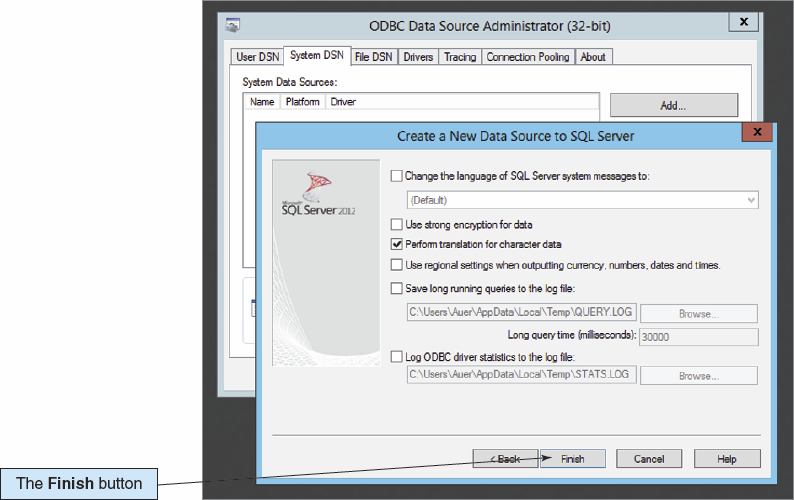 ODBC Data Source Administrator (32-bit)
X
User DSN System DSN File DSN Drivers Tracing Connection Pooling About
System Data Sources:
Name Platform Driver
Add...
Create a New Data Source to SQL Server
X
Microsoft
SQL Server 2012
Change the language of SQL Server system messages to:
(Default)
Use strong encryption for data
Perform translation for character data
Use regional settings when outputting currency, numbers, dates and times.
Save long running queries to the log file:
C:\Users\Auer\AppData\Local\Temp\QUERY.LOG Browse...
Long query time (milliseconds): 30000
Log ODBC driver statistics to the log file:
C:\Users\Auer\AppData\Local\Temp\STATS.LOG Browse...
< Back Finish Cancel Help
The Finish button